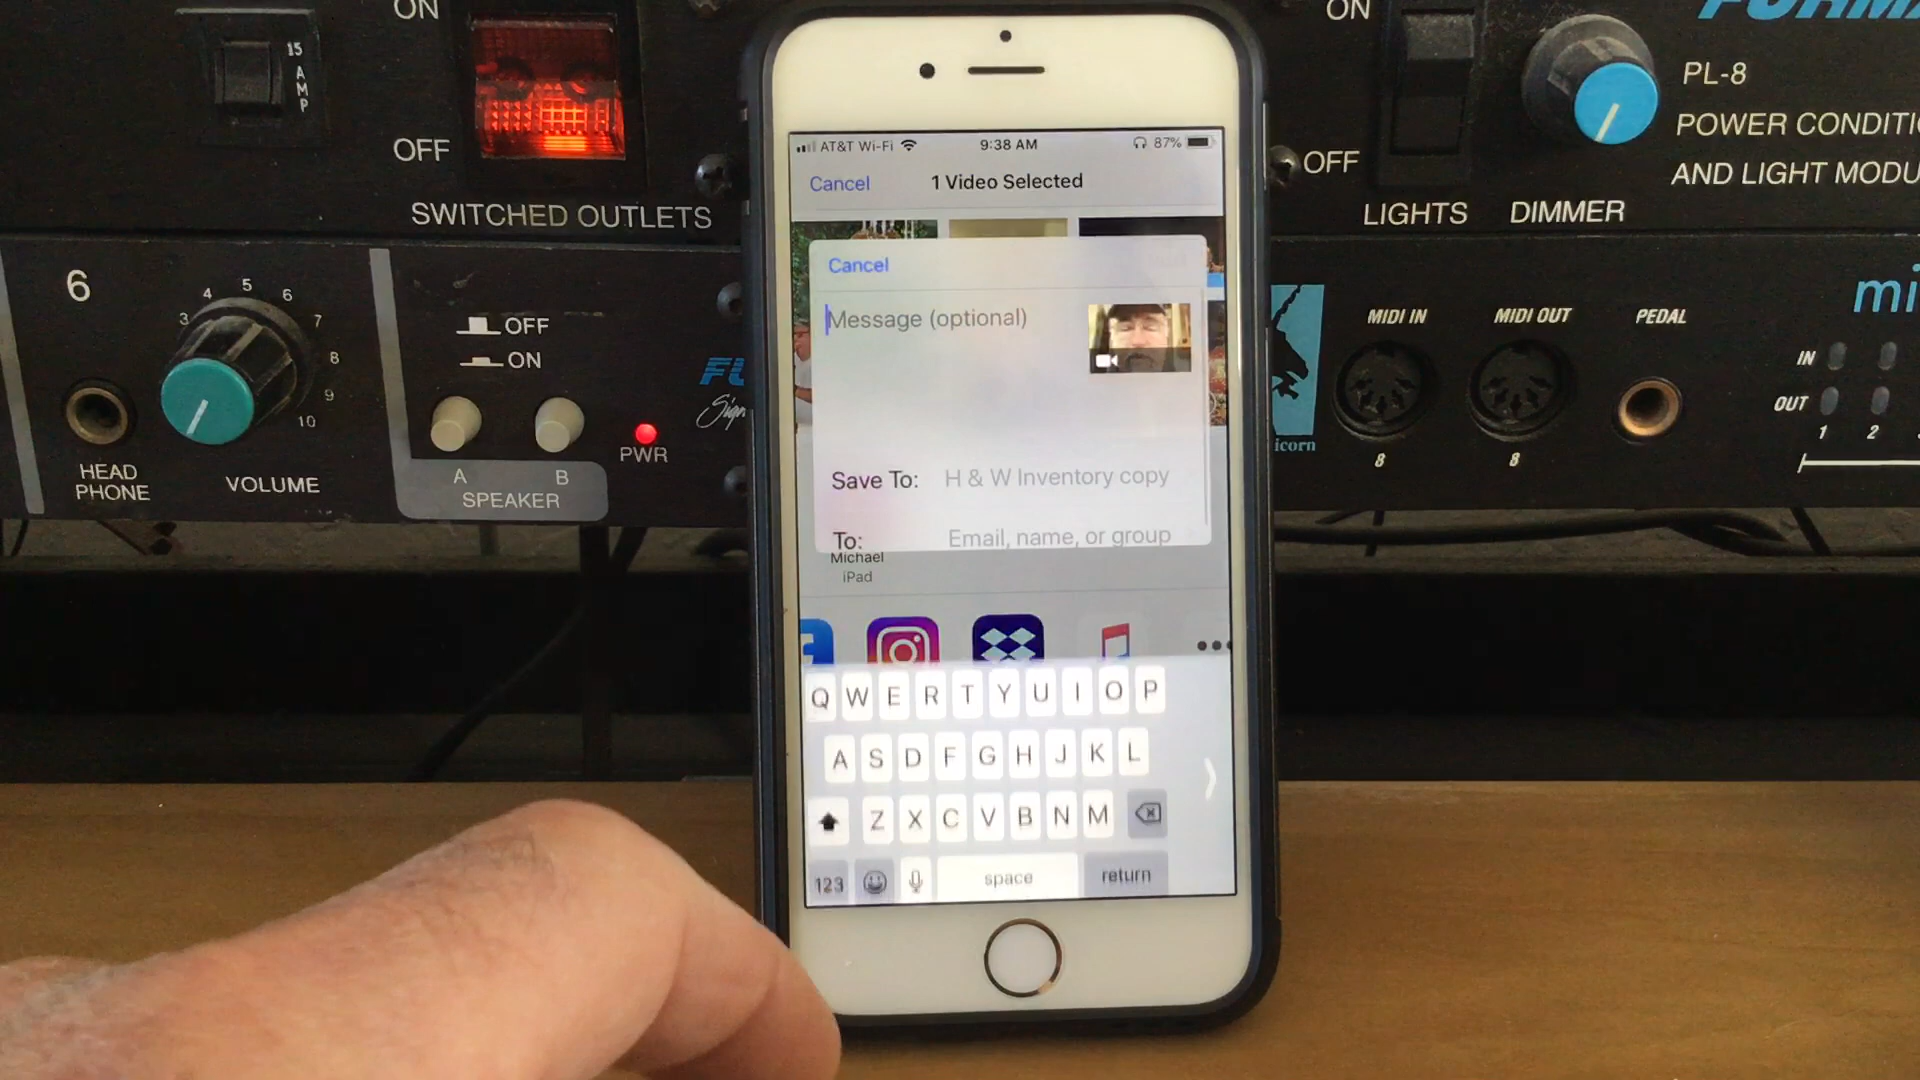 ON
15
AMP
OFF
SWITCHED OUTLETS
6
3
4
5
6
7
8
9
10
HEAD
PHONE
VOLUME
OFF
ON
A
B
SPEAKER
PWR
AT&T Wi-Fi
9:38 AM
87%
Cancel
1 Video Selected
Cancel
Message (optional)
Save To:
H & W Inventory copy
To:
Email, name, or group
Michael
iPad
Q W E R T Y U I O P
A S D F G H J K L
Z X C V B N M
123
space
return
ON
OFF
LIGHTS
DIMMER
PL-8
POWER CONDITI
AND LIGHT MODU
icorn
MIDI IN
8
MIDI OUT
8
PEDAL
mi
IN
OUT
1
2